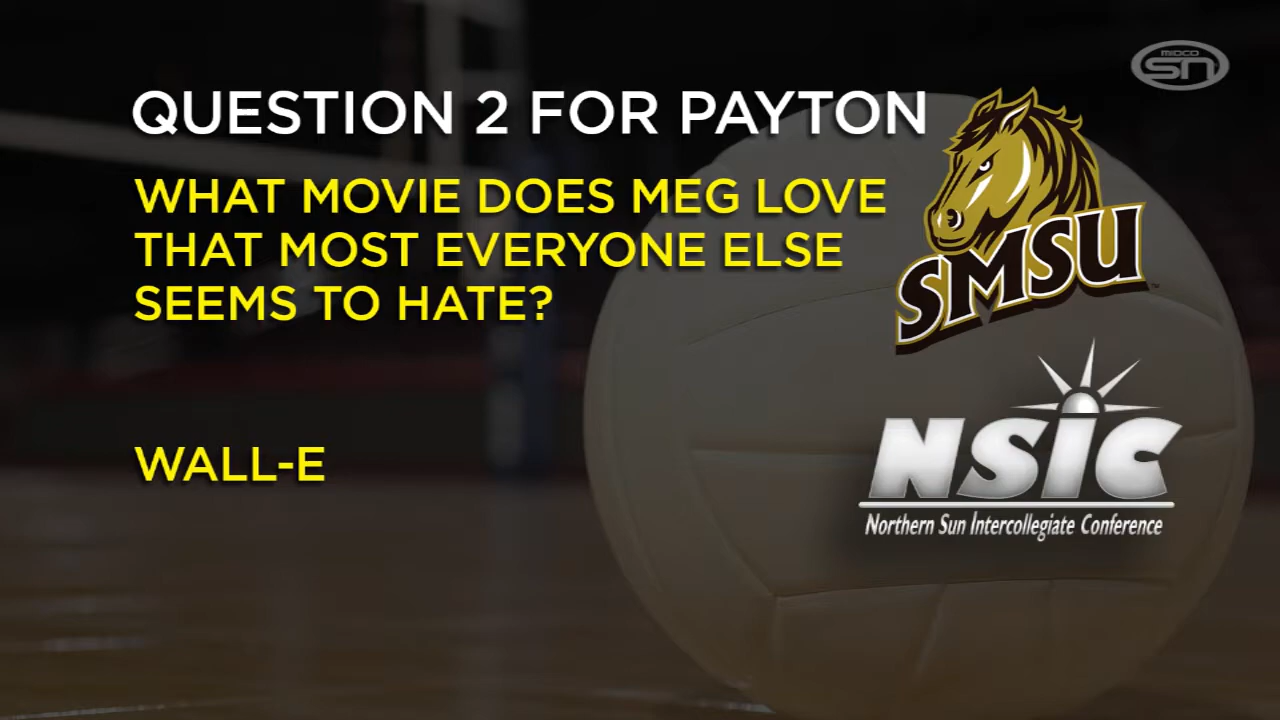 MIDCO
SN
QUESTION 2 FOR PAYTON
WHAT MOVIE DOES MEG LOVE
THAT MOST EVERYONE ELSE
SEEMS TO HATE?
SMSU
WALL-E
NSIC
Northern Sun Intercollegiate Conference